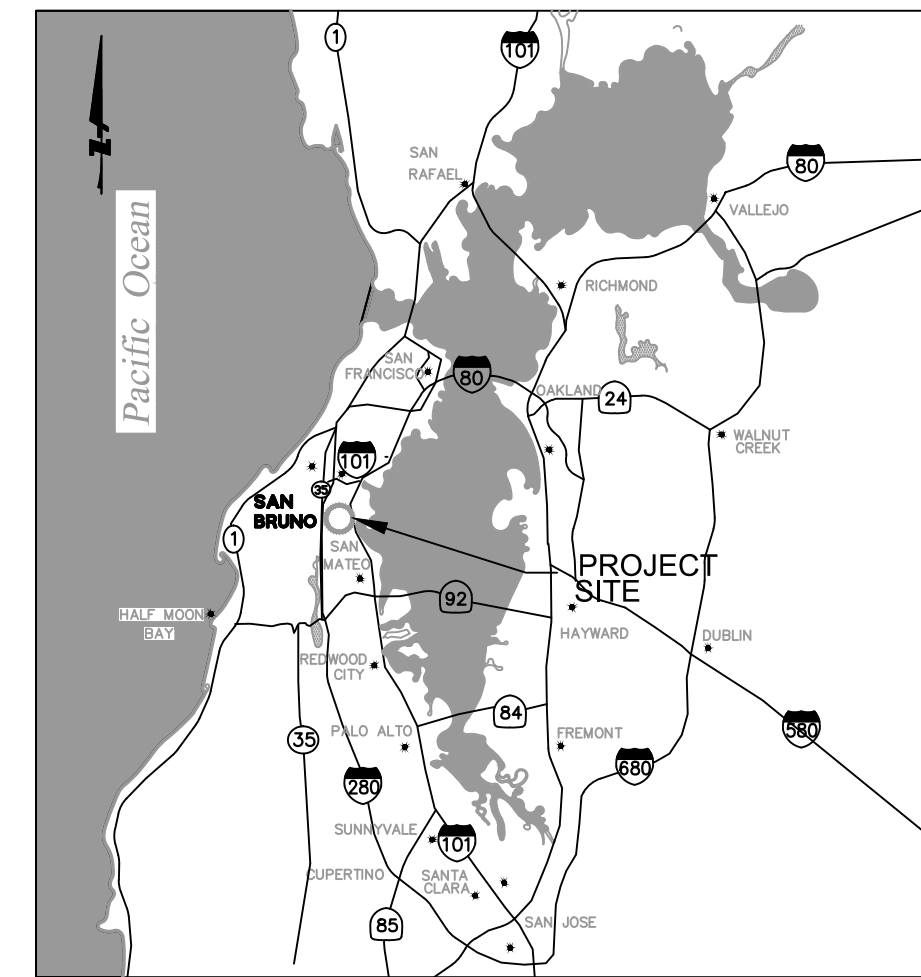 1
101
N
SAN
RAFAEL
80
VALLEJO
Pacific Ocean
RICHMOND
SAN
FRANCISCO
80
OAKLAND
24
WALNUT
CREEK
101
35
SAN
BRUNO
1
SAN
MATEO
PROJECT
SITE
92
HALF MOON
BAY
HAYWARD
DUBLIN
REDWOOD
CITY
84
35
PALO ALTO
FREMONT
580
680
280
SUNNYVALE
101
CUPERTINO
SANTA
CLARA
85
SAN JOSE